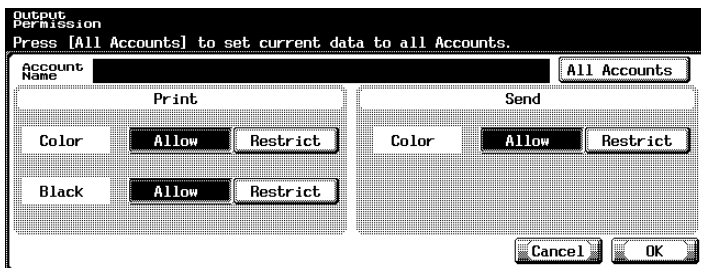 Output
Permission
Press [All Accounts] to set current data to all Accounts.
Account
Name
All Accounts
Print
Send
Color Allow Restrict
Color Allow Restrict
Black Allow Restrict
Cancel OK